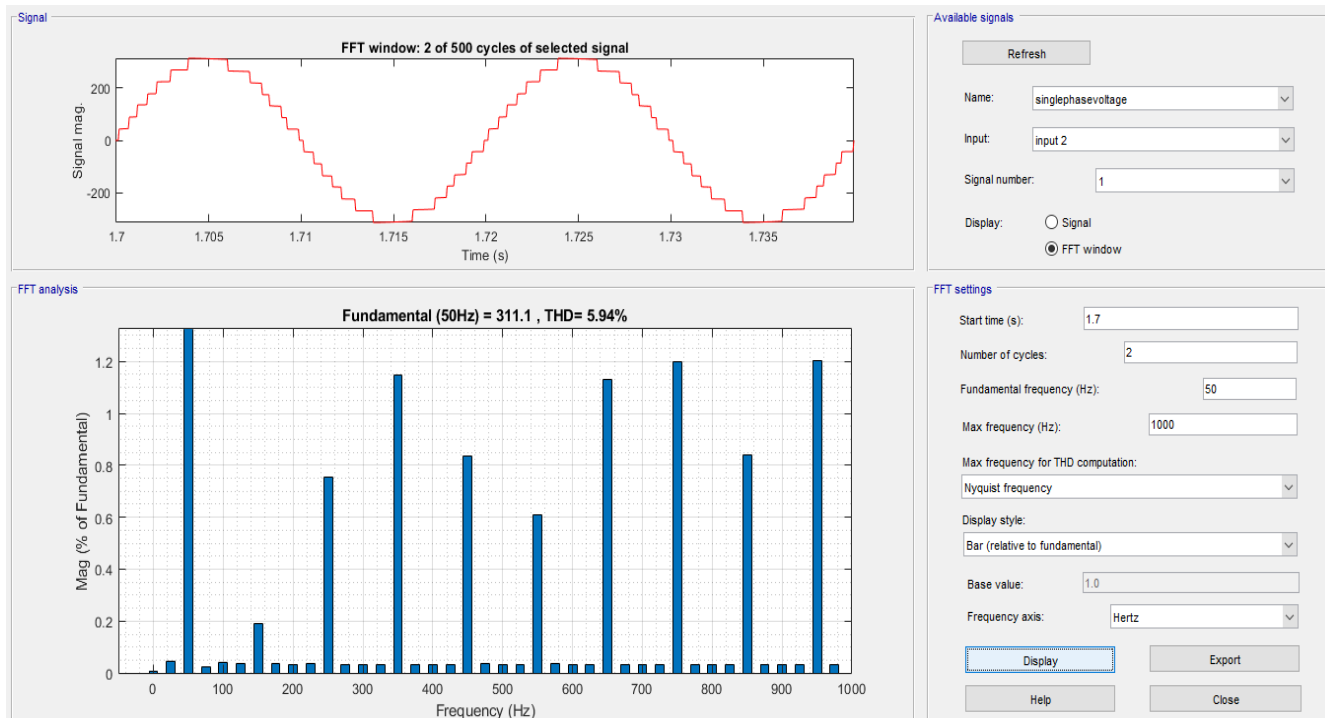 Signal
FFT window: 2 of 500 cycles of selected signal
Signal mag.
200
0
-200
1.7 1.705 1.71 1.715 1.72 1.725 1.73 1.735
Time (s)
Available signals
Refresh
Name: singlephasevoltage
Input: input 2
Signal number: 1
Display: Signal
FFT window
FFT analysis
Fundamental (50Hz) = 311.1 , THD= 5.94%
Mag (% of Fundamental)
1.2
1
0.8
0.6
0.4
0.2
0
0 100 200 300 400 500 600 700 800 900 1000
Frequency (Hz)
FFT settings
Start time (s): 1.7
Number of cycles: 2
Fundamental frequency (Hz): 50
Max frequency (Hz): 1000
Max frequency for THD computation:
Nyquist frequency
Display style:
Bar (relative to fundamental)
Base value: 1.0
Frequency axis: Hertz
Display Export
Help Close